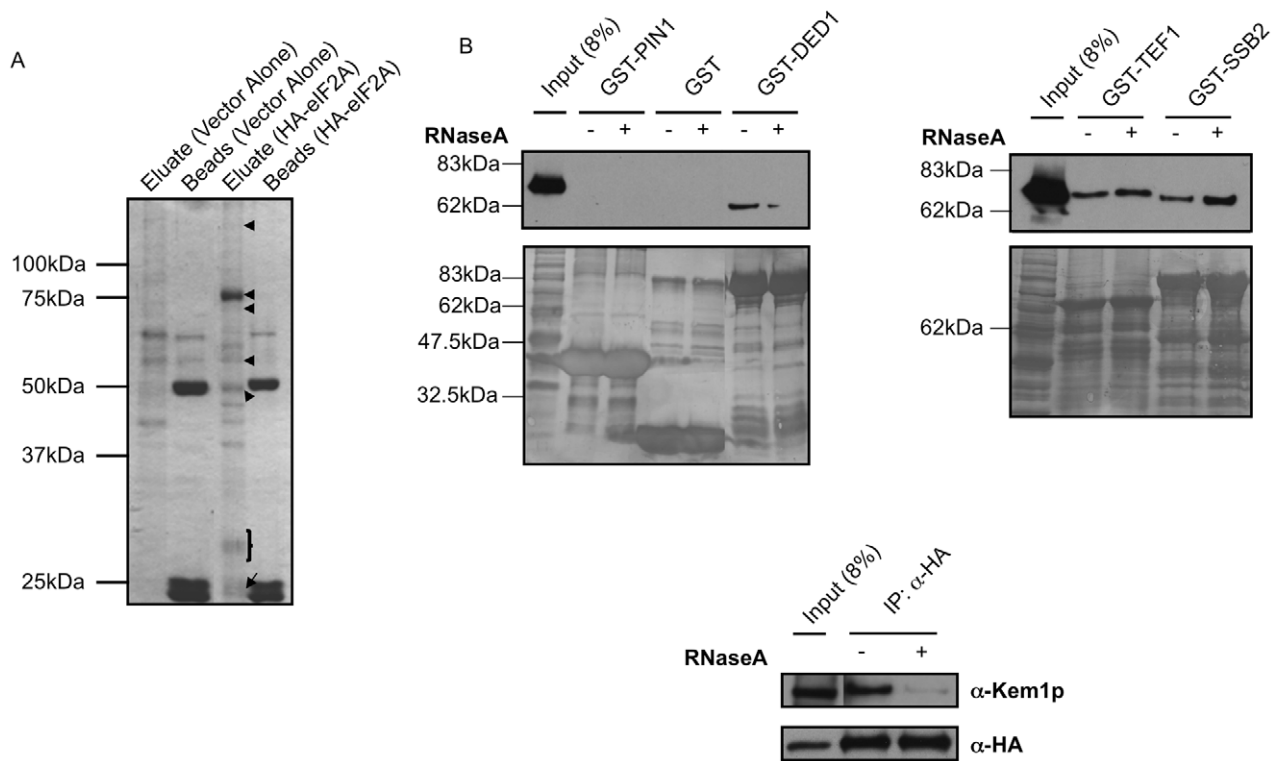 A
Eluate (Vector Alone)
Beads (Vector Alone)
Eluate (HA-eIF2A)
Beads (HA-eIF2A)
100kDa
75kDa
50kDa
37kDa
25kDa
B
Input (8%)
GST-PIN1
GST
GST-DED1
RNaseA
- + - + - +
83kDa
62kDa
83kDa
62kDa
47.5kDa
32.5kDa
Input (8%)
GST-TEF1
GST-SSB2
RNaseA
- + - +
83kDa
62kDa
62kDa
Input (8%)
IP: α-HA
RNaseA
- +
α-Kem1p
α-HA